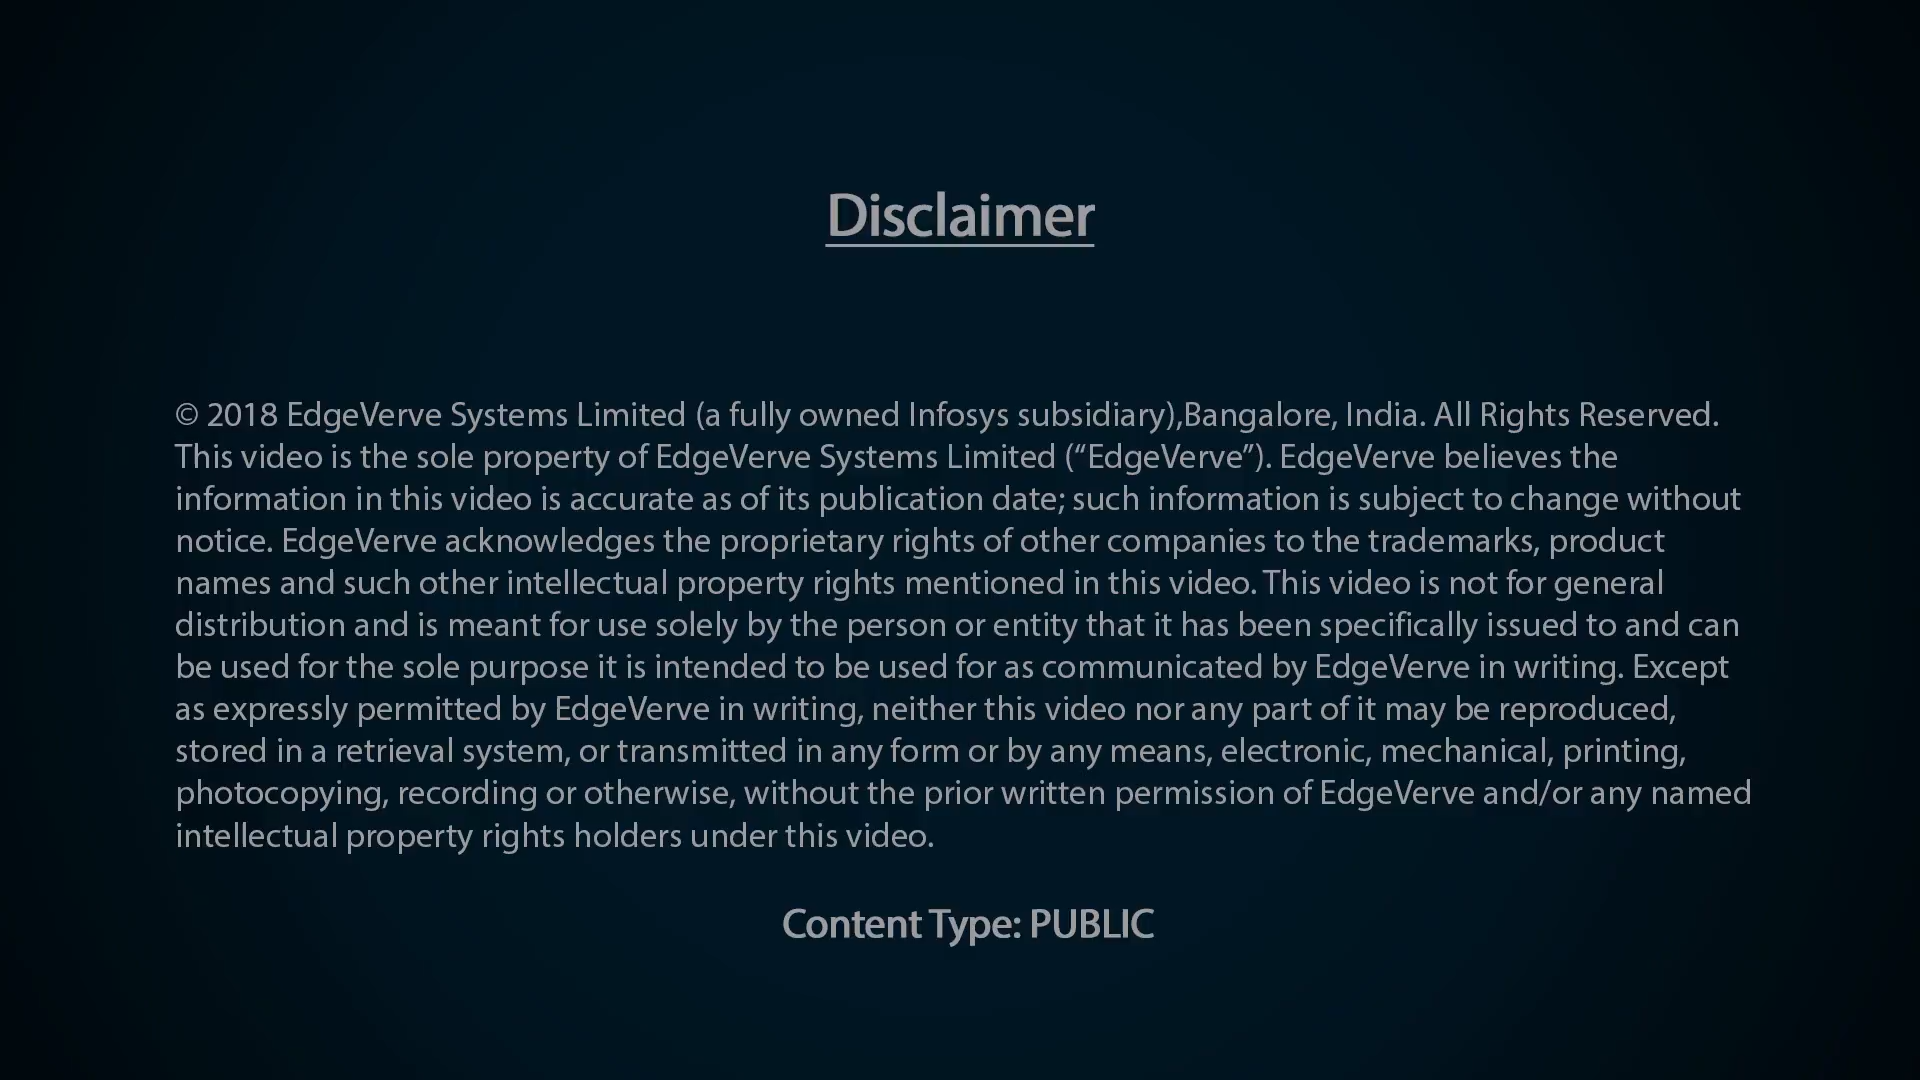 Disclaimer
© 2018 EdgeVerve Systems Limited (a fully owned Infosys subsidiary),Bangalore, India. All Rights Reserved.
This video is the sole property of EdgeVerve Systems Limited (“EdgeVerve”). EdgeVerve believes the
information in this video is accurate as of its publication date; such information is subject to change without
notice. EdgeVerve acknowledges the proprietary rights of other companies to the trademarks, product
names and such other intellectual property rights mentioned in this video. This video is not for general
distribution and is meant for use solely by the person or entity that it has been specifically issued to and can
be used for the sole purpose it is intended to be used for as communicated by EdgeVerve in writing. Except
as expressly permitted by EdgeVerve in writing, neither this video nor any part of it may be reproduced,
stored in a retrieval system, or transmitted in any form or by any means, electronic, mechanical, printing,
photocopying, recording or otherwise, without the prior written permission of EdgeVerve and/or any named
intellectual property rights holders under this video.
Content Type: PUBLIC